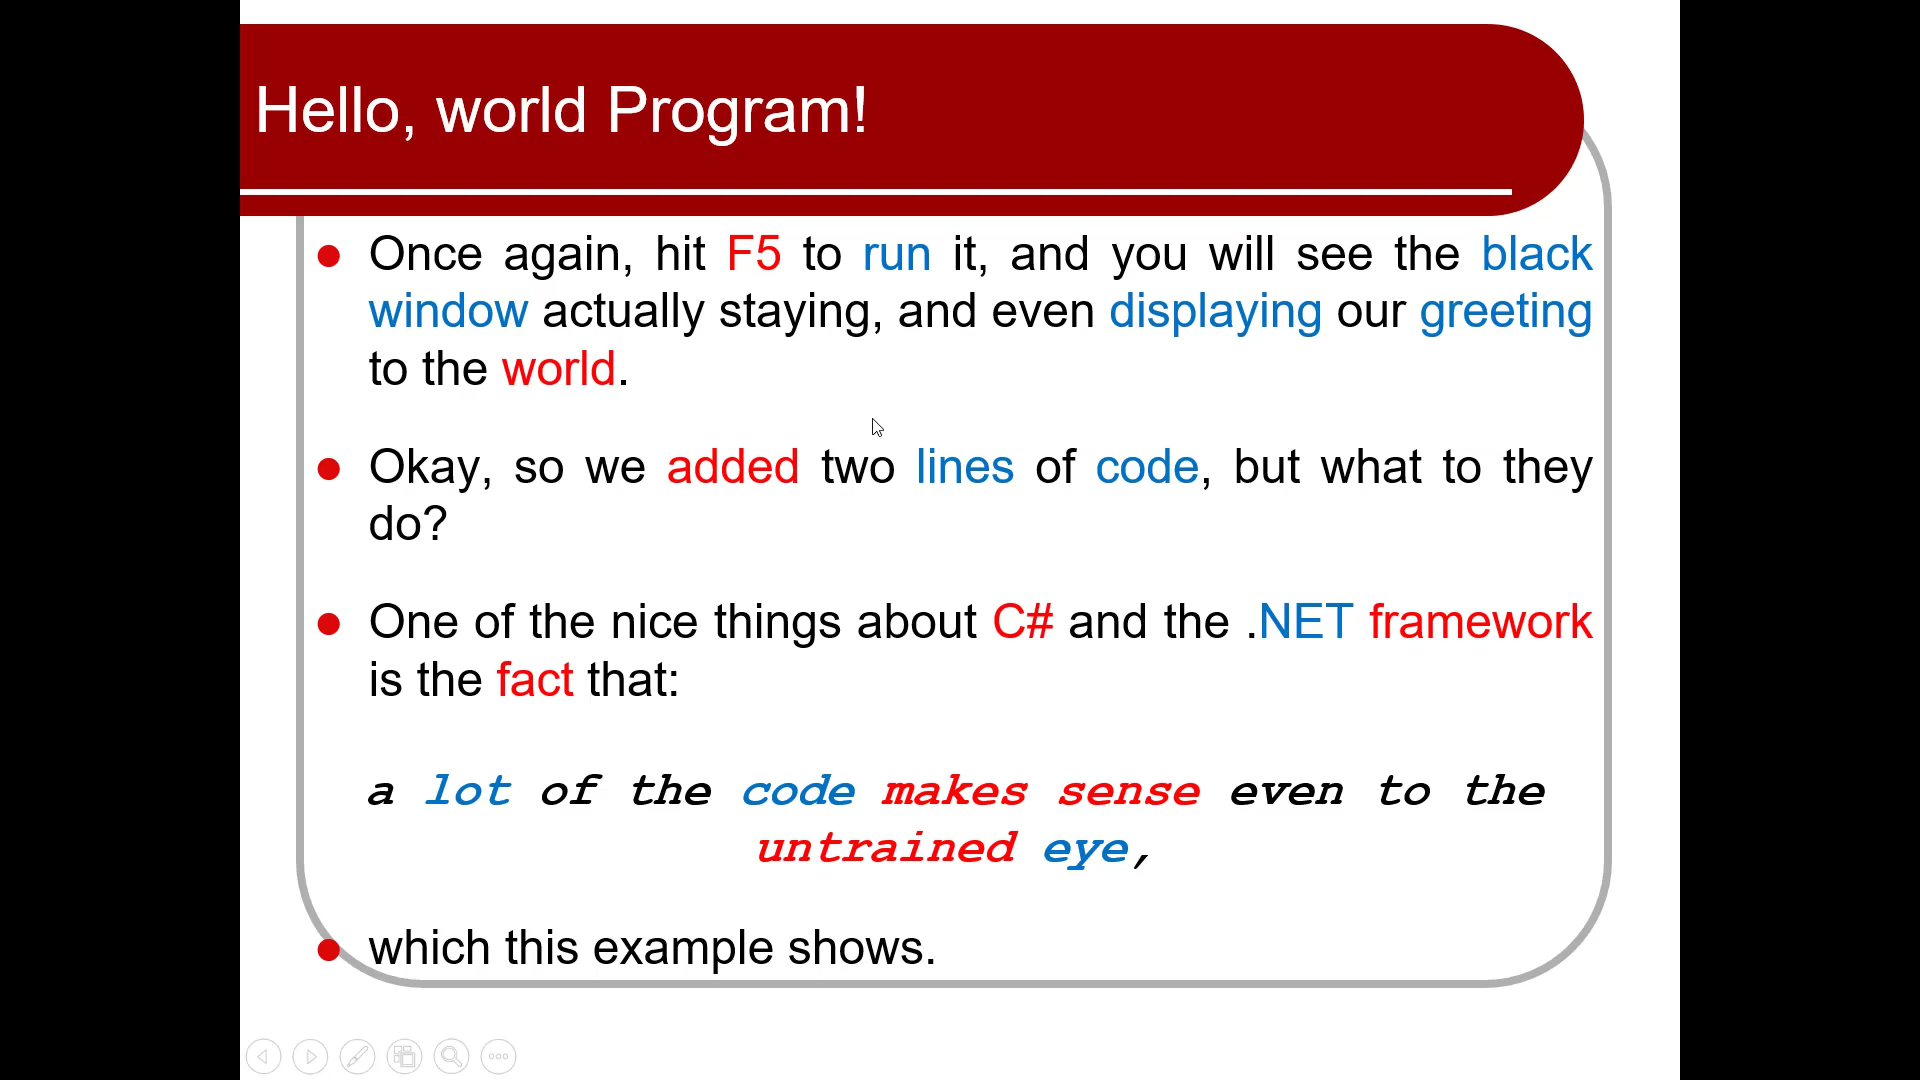 Hello, world Program!
Once again, hit F5 to run it, and you will see the black
window actually staying, and even displaying our greeting
to the world.
Okay, so we added two lines of code, but what to they
do?
One of the nice things about C# and the .NET framework
is the fact that:
a lot of the code makes sense even to the
untrained eye,
which this example shows.